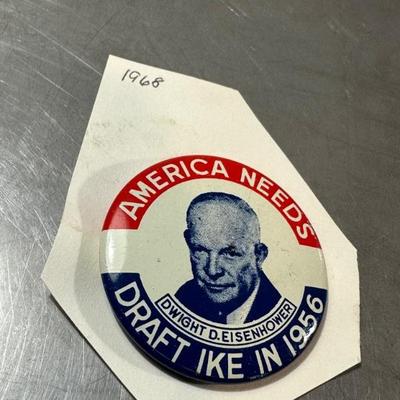 1968
AMERICA NEEDS
DWIGHT D. EISENHOWER
DRAFT IKE IN 1956